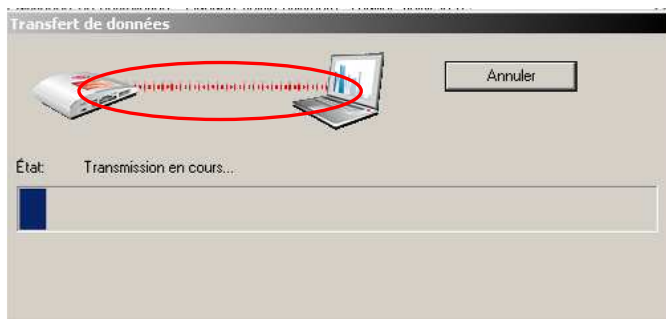 Transfert de données
Annuler
État: Transmission en cours...